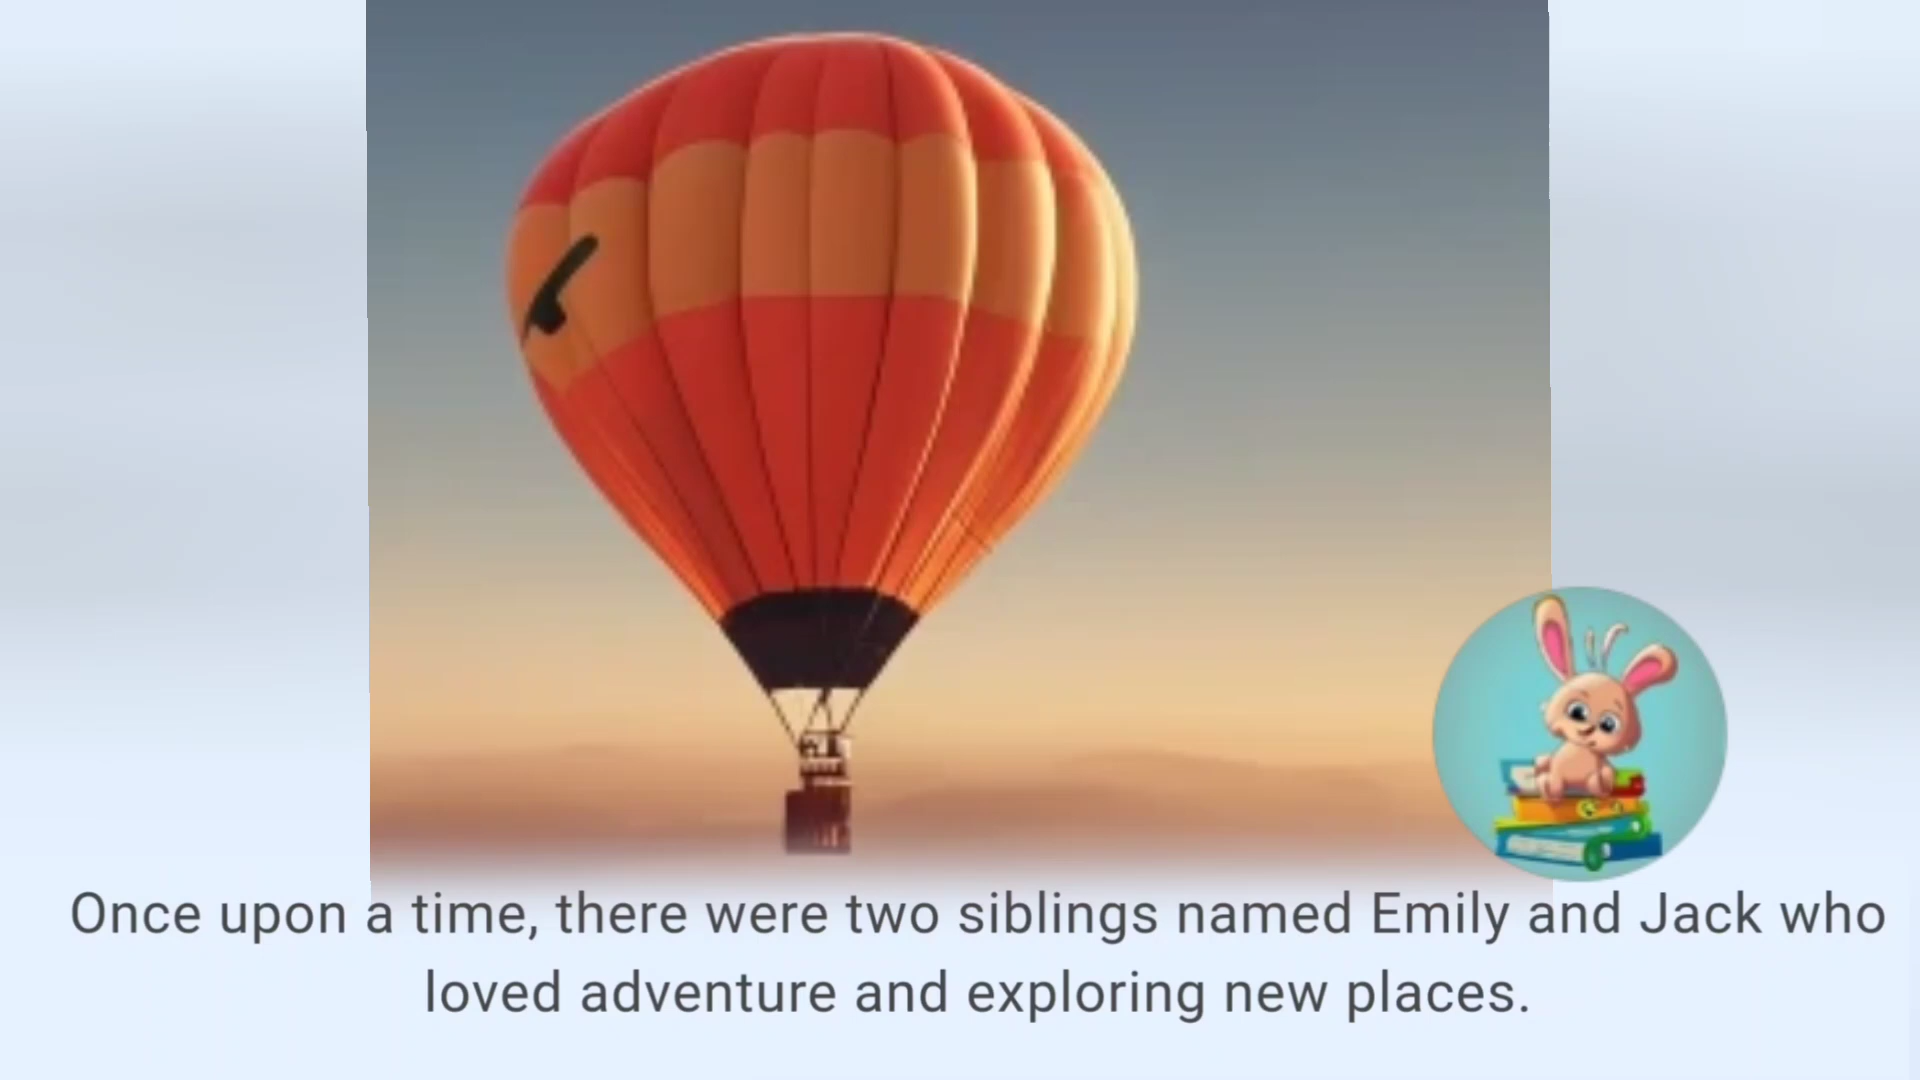 Once upon a time, there were two siblings named Emily and Jack who
loved adventure and exploring new places.